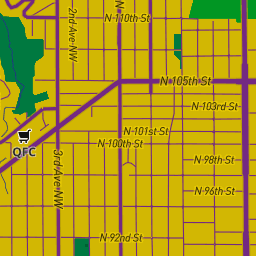 N 110th St
2nd Ave NW
N 105th St
N 103rd St
N 101st St
N 100th St
QFC
3rd Ave NW
N 98th St
N 96th St
N 92nd St